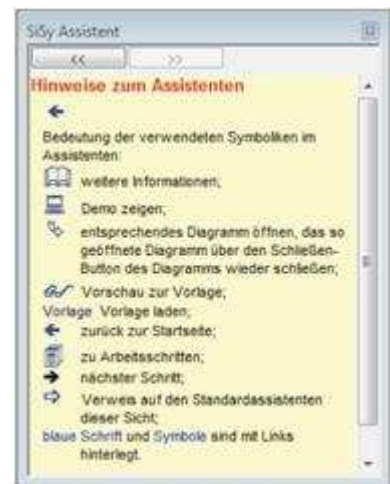 SiSy Assistent
<< >>
Hinweise zum Assistenten
Bedeutung der verwendeten Symboliken im
Assistenten:
weitere Informationen;
Demo zeigen;
entsprechendes Diagramm öffnen, das so
geöffnete Diagramm über den Schließen-
Button des Diagramms wieder schließen;
Vorschau zur Vorlage;
Vorlage Vorlage laden;
zurück zur Startseite;
zu Arbeitsschritten;
nächster Schritt;
Verweis auf den Standardassistenten
dieser Sicht;
blaue Schrift und Symbole sind mit Links
hinterlegt.